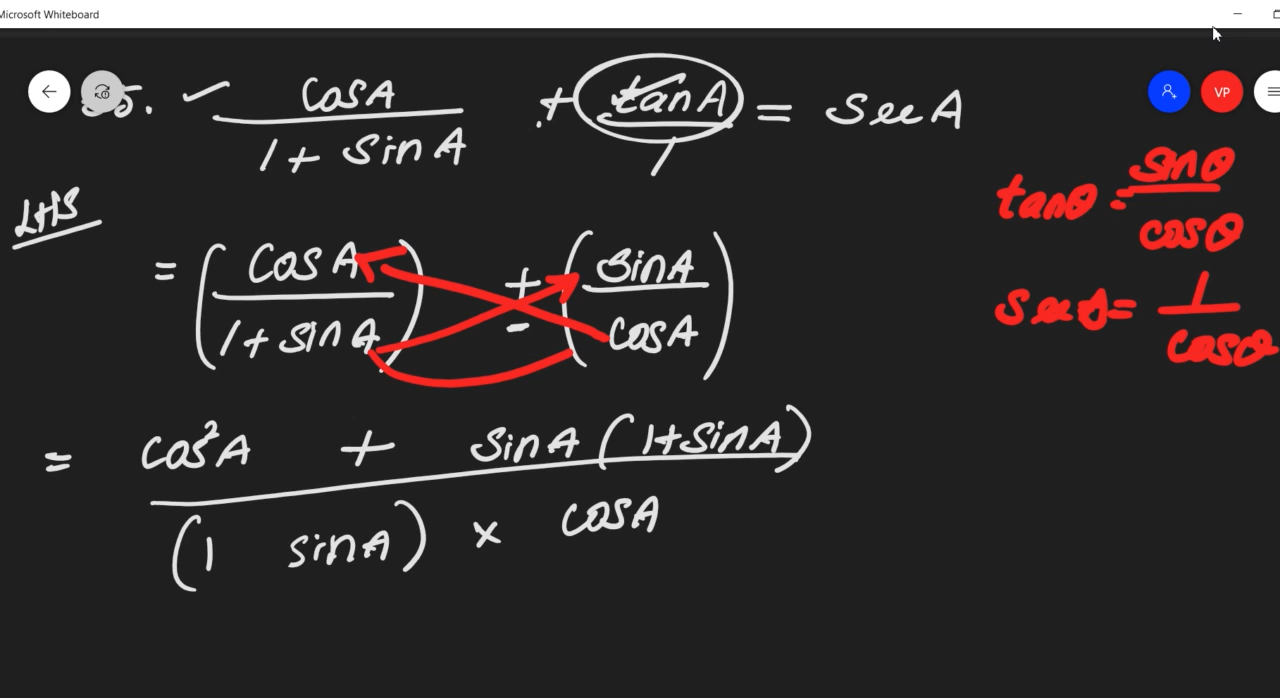 Microsoft Whiteboard
5. cosA / 1 + sinA + tanA / 1 = secA
VP
LHS
tanθ = sinθ / cosθ
= (cosA / 1 + sinA) + (sinA / cosA)
-
secθ = 1 / cosθ
= cos²A + sinA (1+sinA) / (1 sinA) × cosA